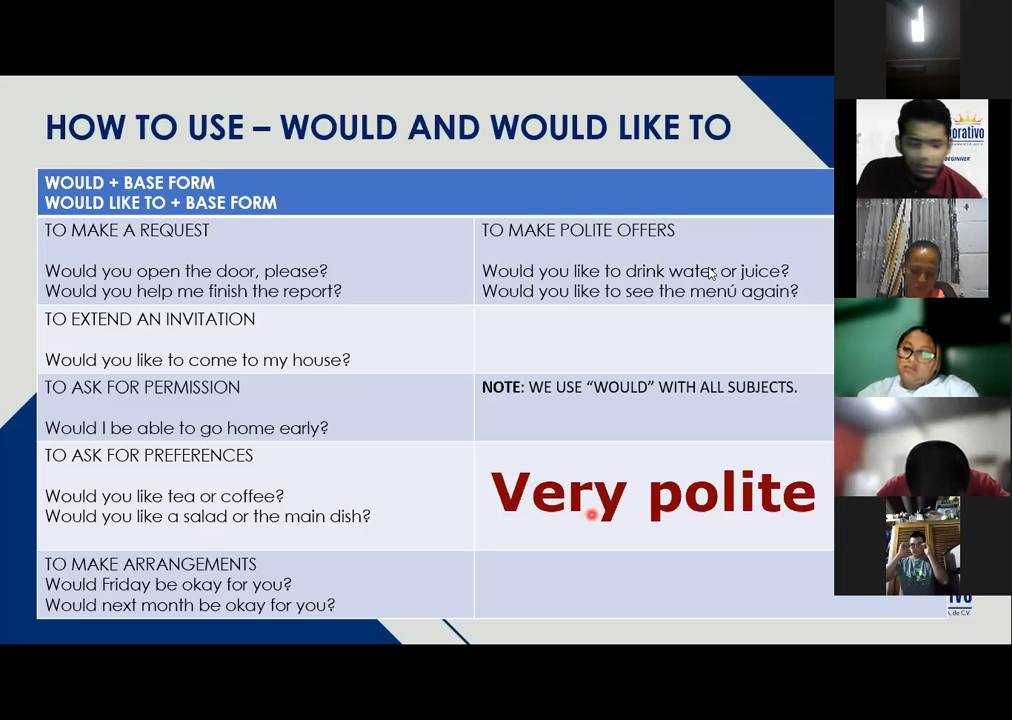 HOW TO USE – WOULD AND WOULD LIKE TO
WOULD + BASE FORM
WOULD LIKE TO + BASE FORM
TO MAKE A REQUEST
Would you open the door, please?
Would you help me finish the report?
TO MAKE POLITE OFFERS
Would you like to drink water or juice?
Would you like to see the menú again?
TO EXTEND AN INVITATION
Would you like to come to my house?
TO ASK FOR PERMISSION
Would I be able to go home early?
NOTE: WE USE “WOULD” WITH ALL SUBJECTS.
TO ASK FOR PREFERENCES
Would you like tea or coffee?
Would you like a salad or the main dish?
Very polite
TO MAKE ARRANGEMENTS
Would Friday be okay for you?
Would next month be okay for you?
orativo
BEGINNER
de C.V.